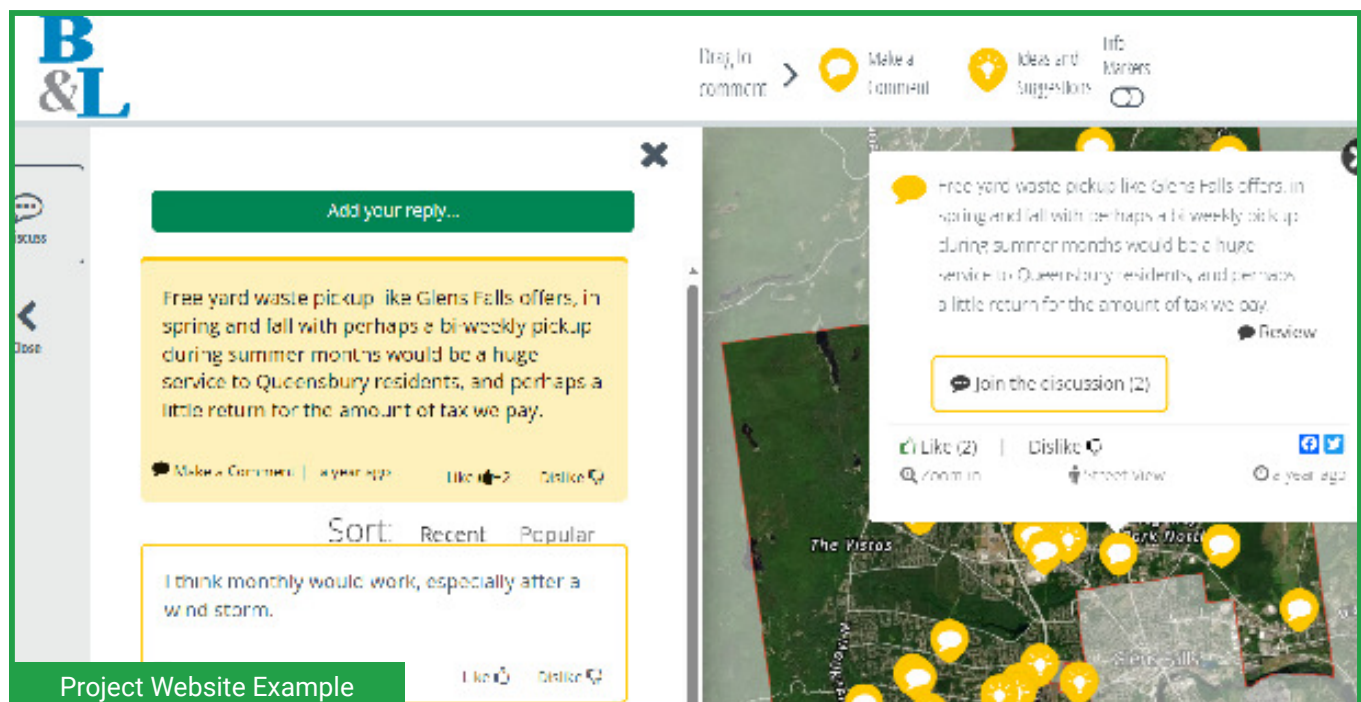 B
&L
Drag to
comment
Make a
Comment
Ideas and
Suggestions
Info
Markers
iscuss
Close
Add your reply...
Free yard waste pickup like Glens Falls offers, in
spring and fall with perhaps a bi-weekly pickup
during summer months would be a huge
service to Queensbury residents, and perhaps a
little return for the amount of tax we pay.
Make a Comment | a year ago
Like 2 Dislike
Sort: Recent Popular
I think monthly would work, especially after a
wind storm.
Like Dislike
Project Website Example
Free yard waste pickup like Glens Falls offers, in
spring and fall with perhaps a bi-weekly pickup
during summer months would be a huge
service to Queensbury residents, and perhaps
a little return for the amount of tax we pay.
Review
Join the discussion (2)
Like (2) | Dislike
Zoom in Street View a year ago
The Vistas
Glens Falls